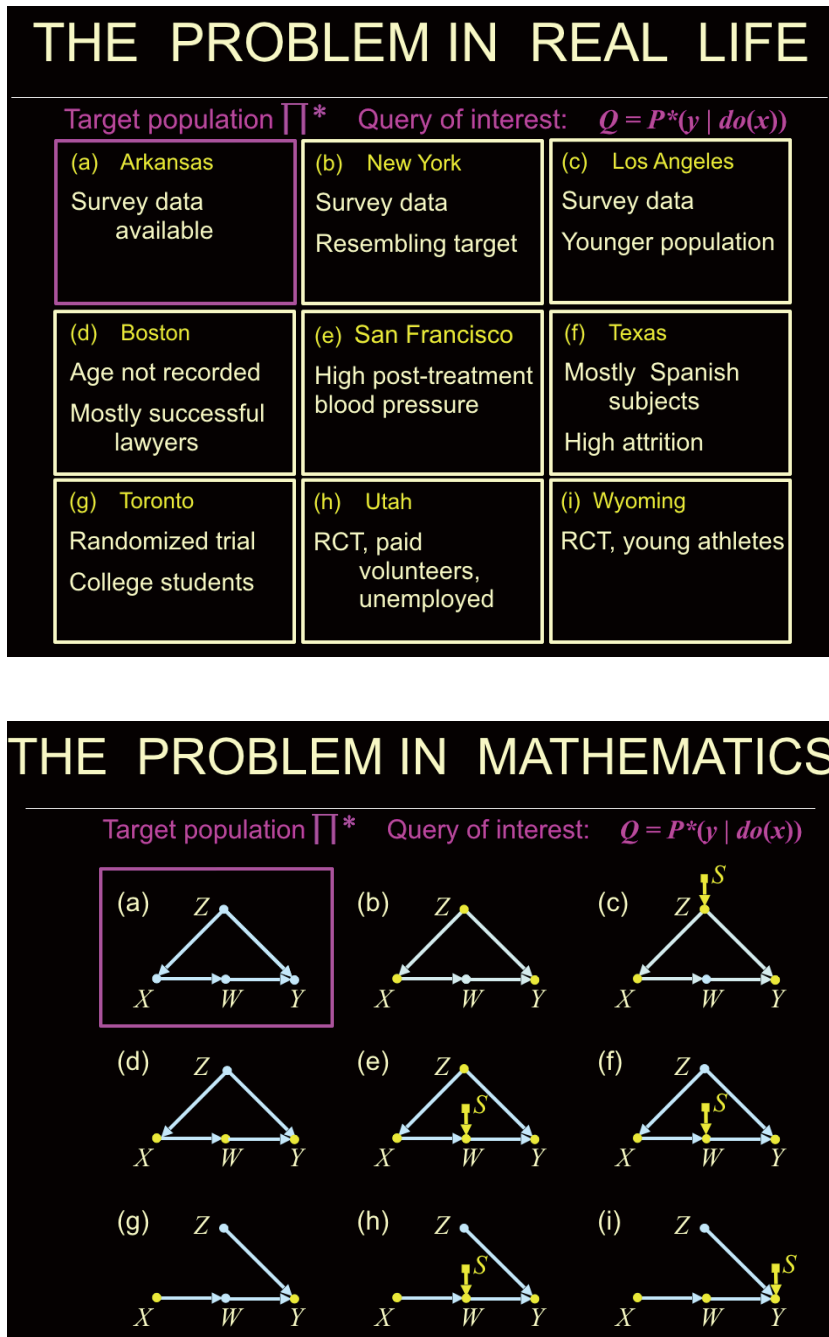 THE PROBLEM IN REAL LIFE
Target population ∏* Query of interest: Q = P*(y | do(x))
(a) Arkansas
Survey data
available
(b) New York
Survey data
Resembling target
(c) Los Angeles
Survey data
Younger population
(d) Boston
Age not recorded
Mostly successful
lawyers
(e) San Francisco
High post-treatment
blood pressure
(f) Texas
Mostly Spanish
subjects
High attrition
(g) Toronto
Randomized trial
College students
(h) Utah
RCT, paid
volunteers,
unemployed
(i) Wyoming
RCT, young athletes
THE PROBLEM IN MATHEMATICS
Target population ∏* Query of interest: Q = P*(y | do(x))
(a) Z
X W Y
(b) Z
X W Y
(c) Z S
X W Y
(d) Z
X W Y
(e) Z
S
X W Y
(f) Z
S
X W Y
(g) Z
X W Y
(h) Z
S
X W Y
(i) Z
S
X W Y